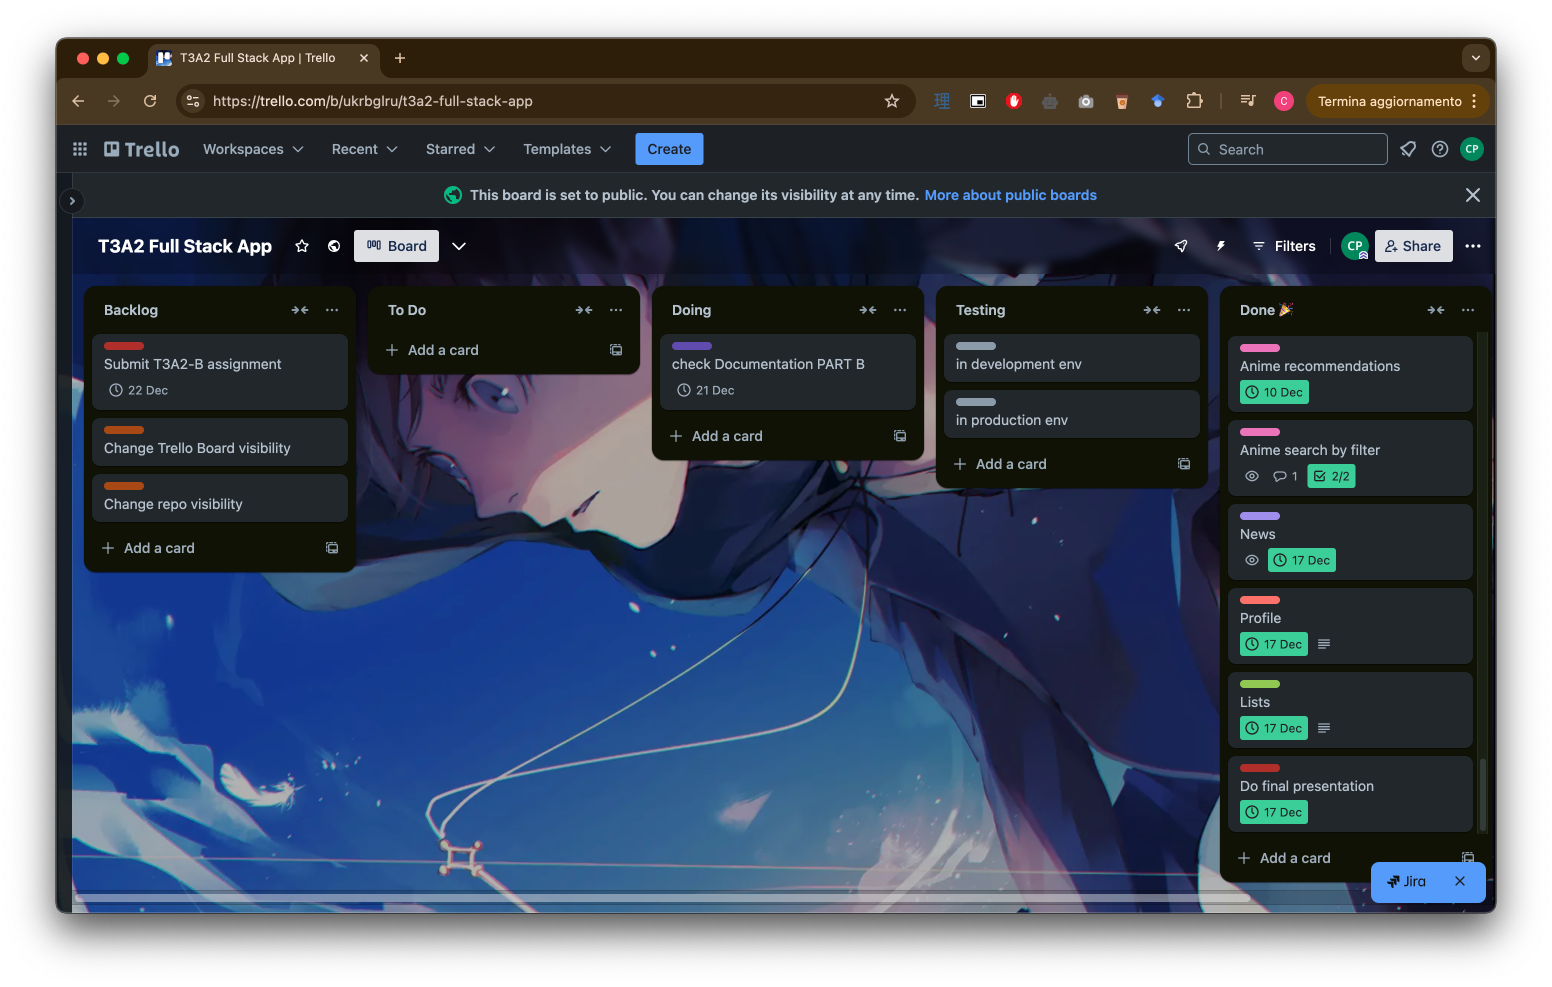 T3A2 Full Stack App | Trello
https://trello.com/b/ukrbglru/t3a2-full-stack-app
理
C
Termina aggiornamento
Trello
Workspaces
Recent
Starred
Templates
Create
Search
CP
This board is set to public. You can change its visibility at any time. More about public boards
T3A2 Full Stack App
Board
Filters
CP
Share
Backlog
Submit T3A2-B assignment
22 Dec
Change Trello Board visibility
Change repo visibility
Add a card
To Do
Add a card
Doing
check Documentation PART B
21 Dec
Add a card
Testing
in development env
in production env
Add a card
Done 🎉
Anime recommendations
10 Dec
Anime search by filter
1
2/2
News
17 Dec
Profile
17 Dec
Lists
17 Dec
Do final presentation
17 Dec
Add a card
Jira